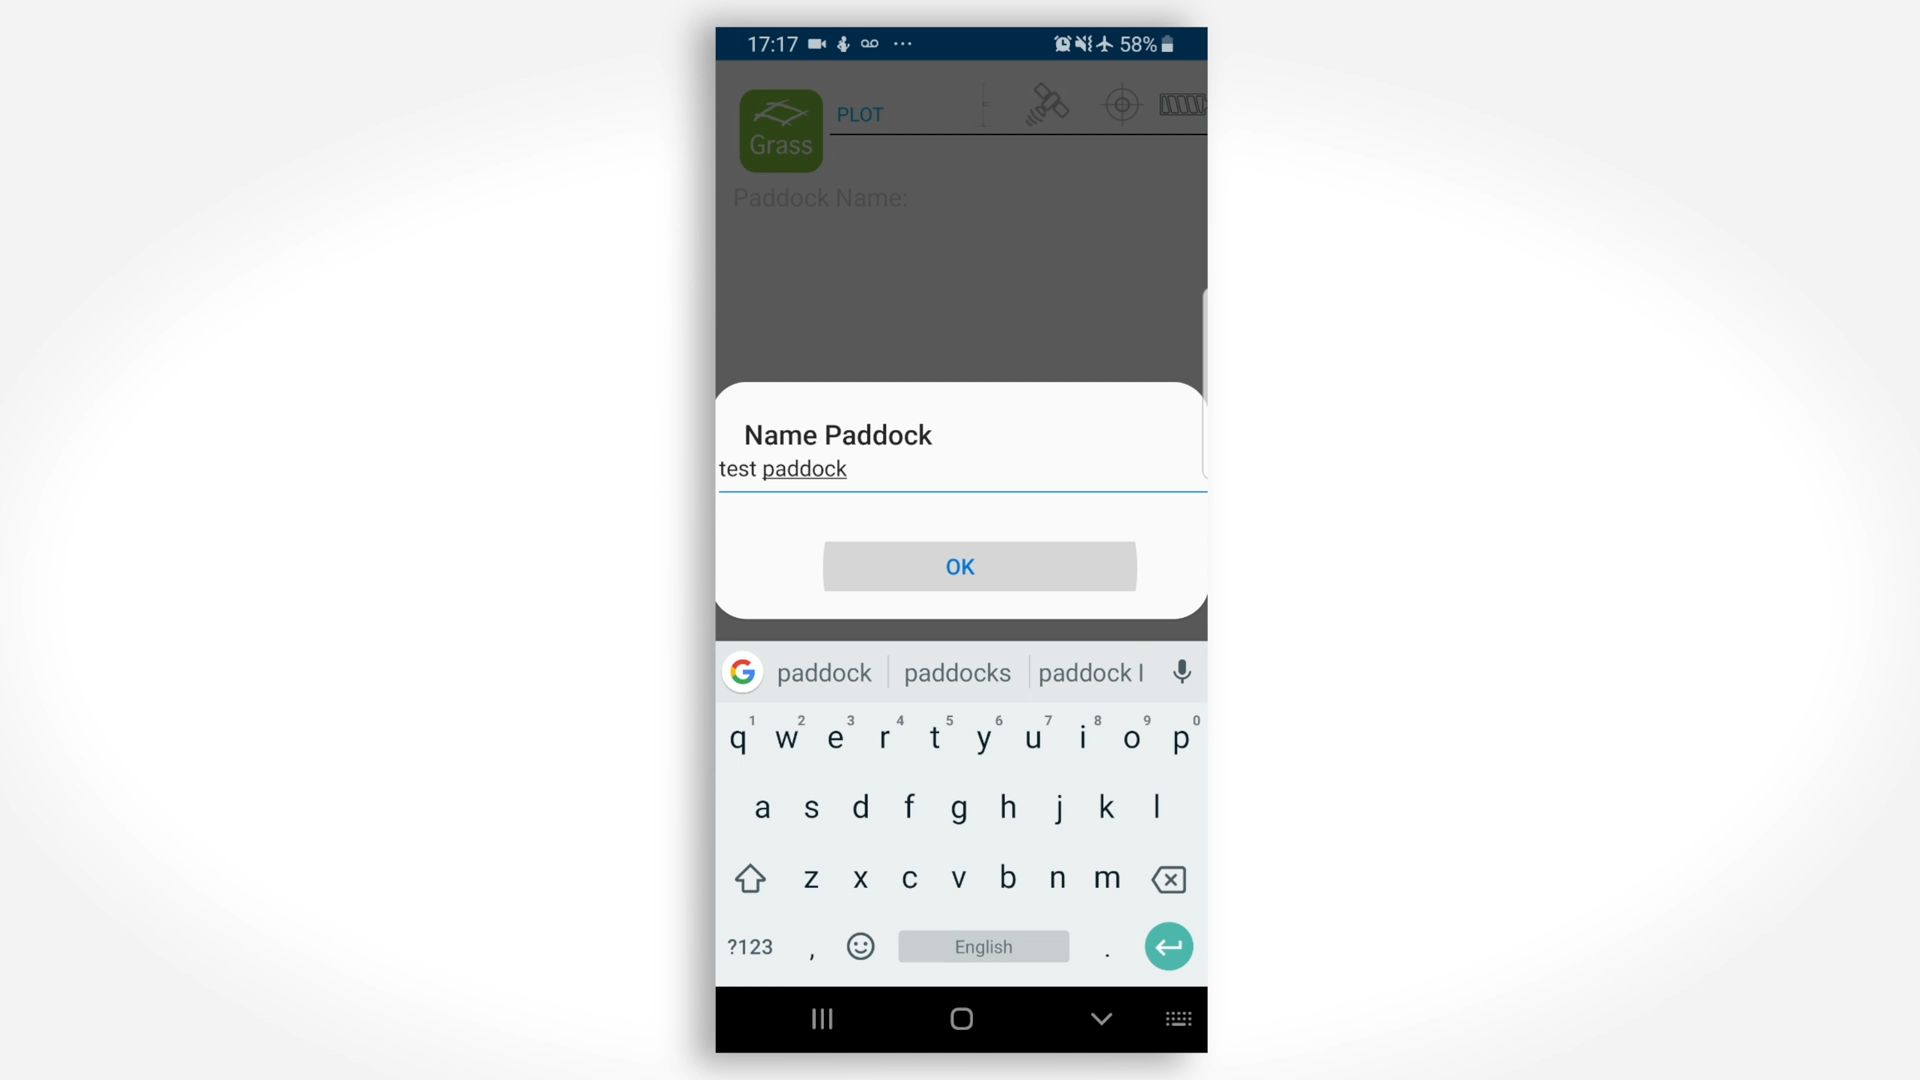 17:17 58%
PLOT
Grass
Paddock Name:
Name Paddock
test paddock
OK
G paddock paddocks paddock I
1 2 3 4 5 6 7 8 9 0
q w e r t y u i o p
a s d f g h j k l
z x c v b n m
?123 , English .